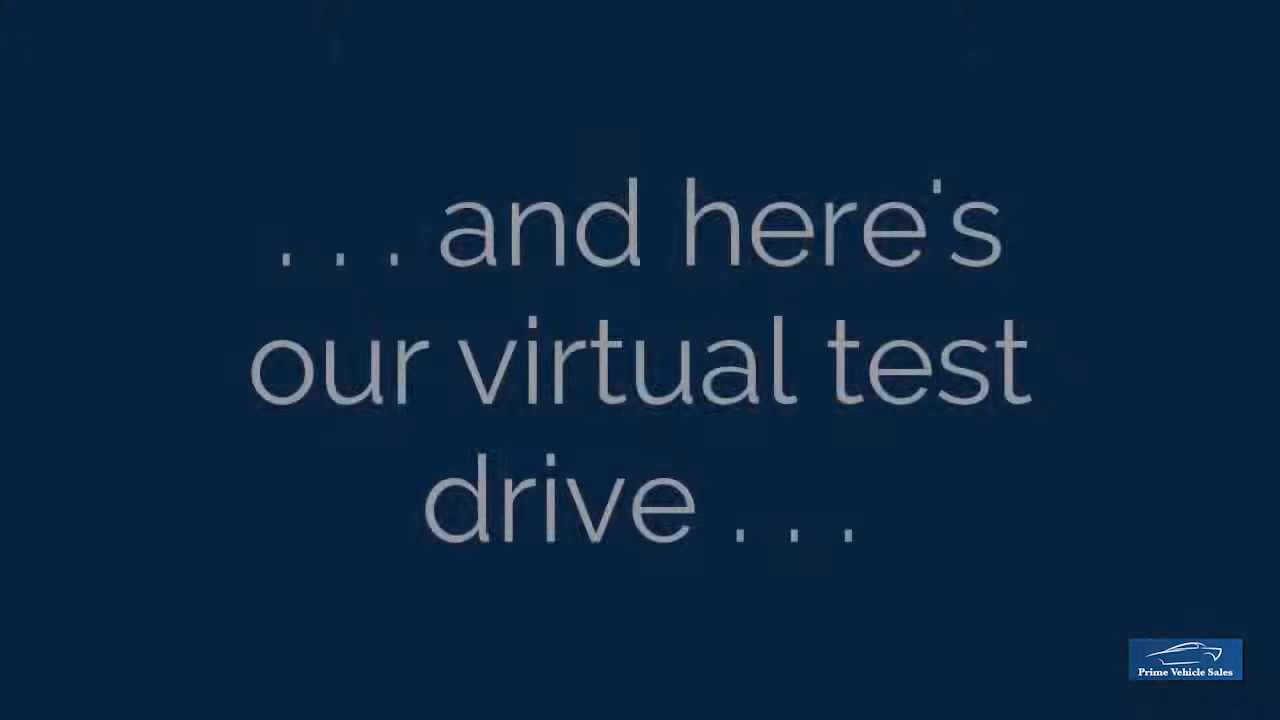 . . . and here's
our virtual test
drive . . .
Prime Vehicle Sales